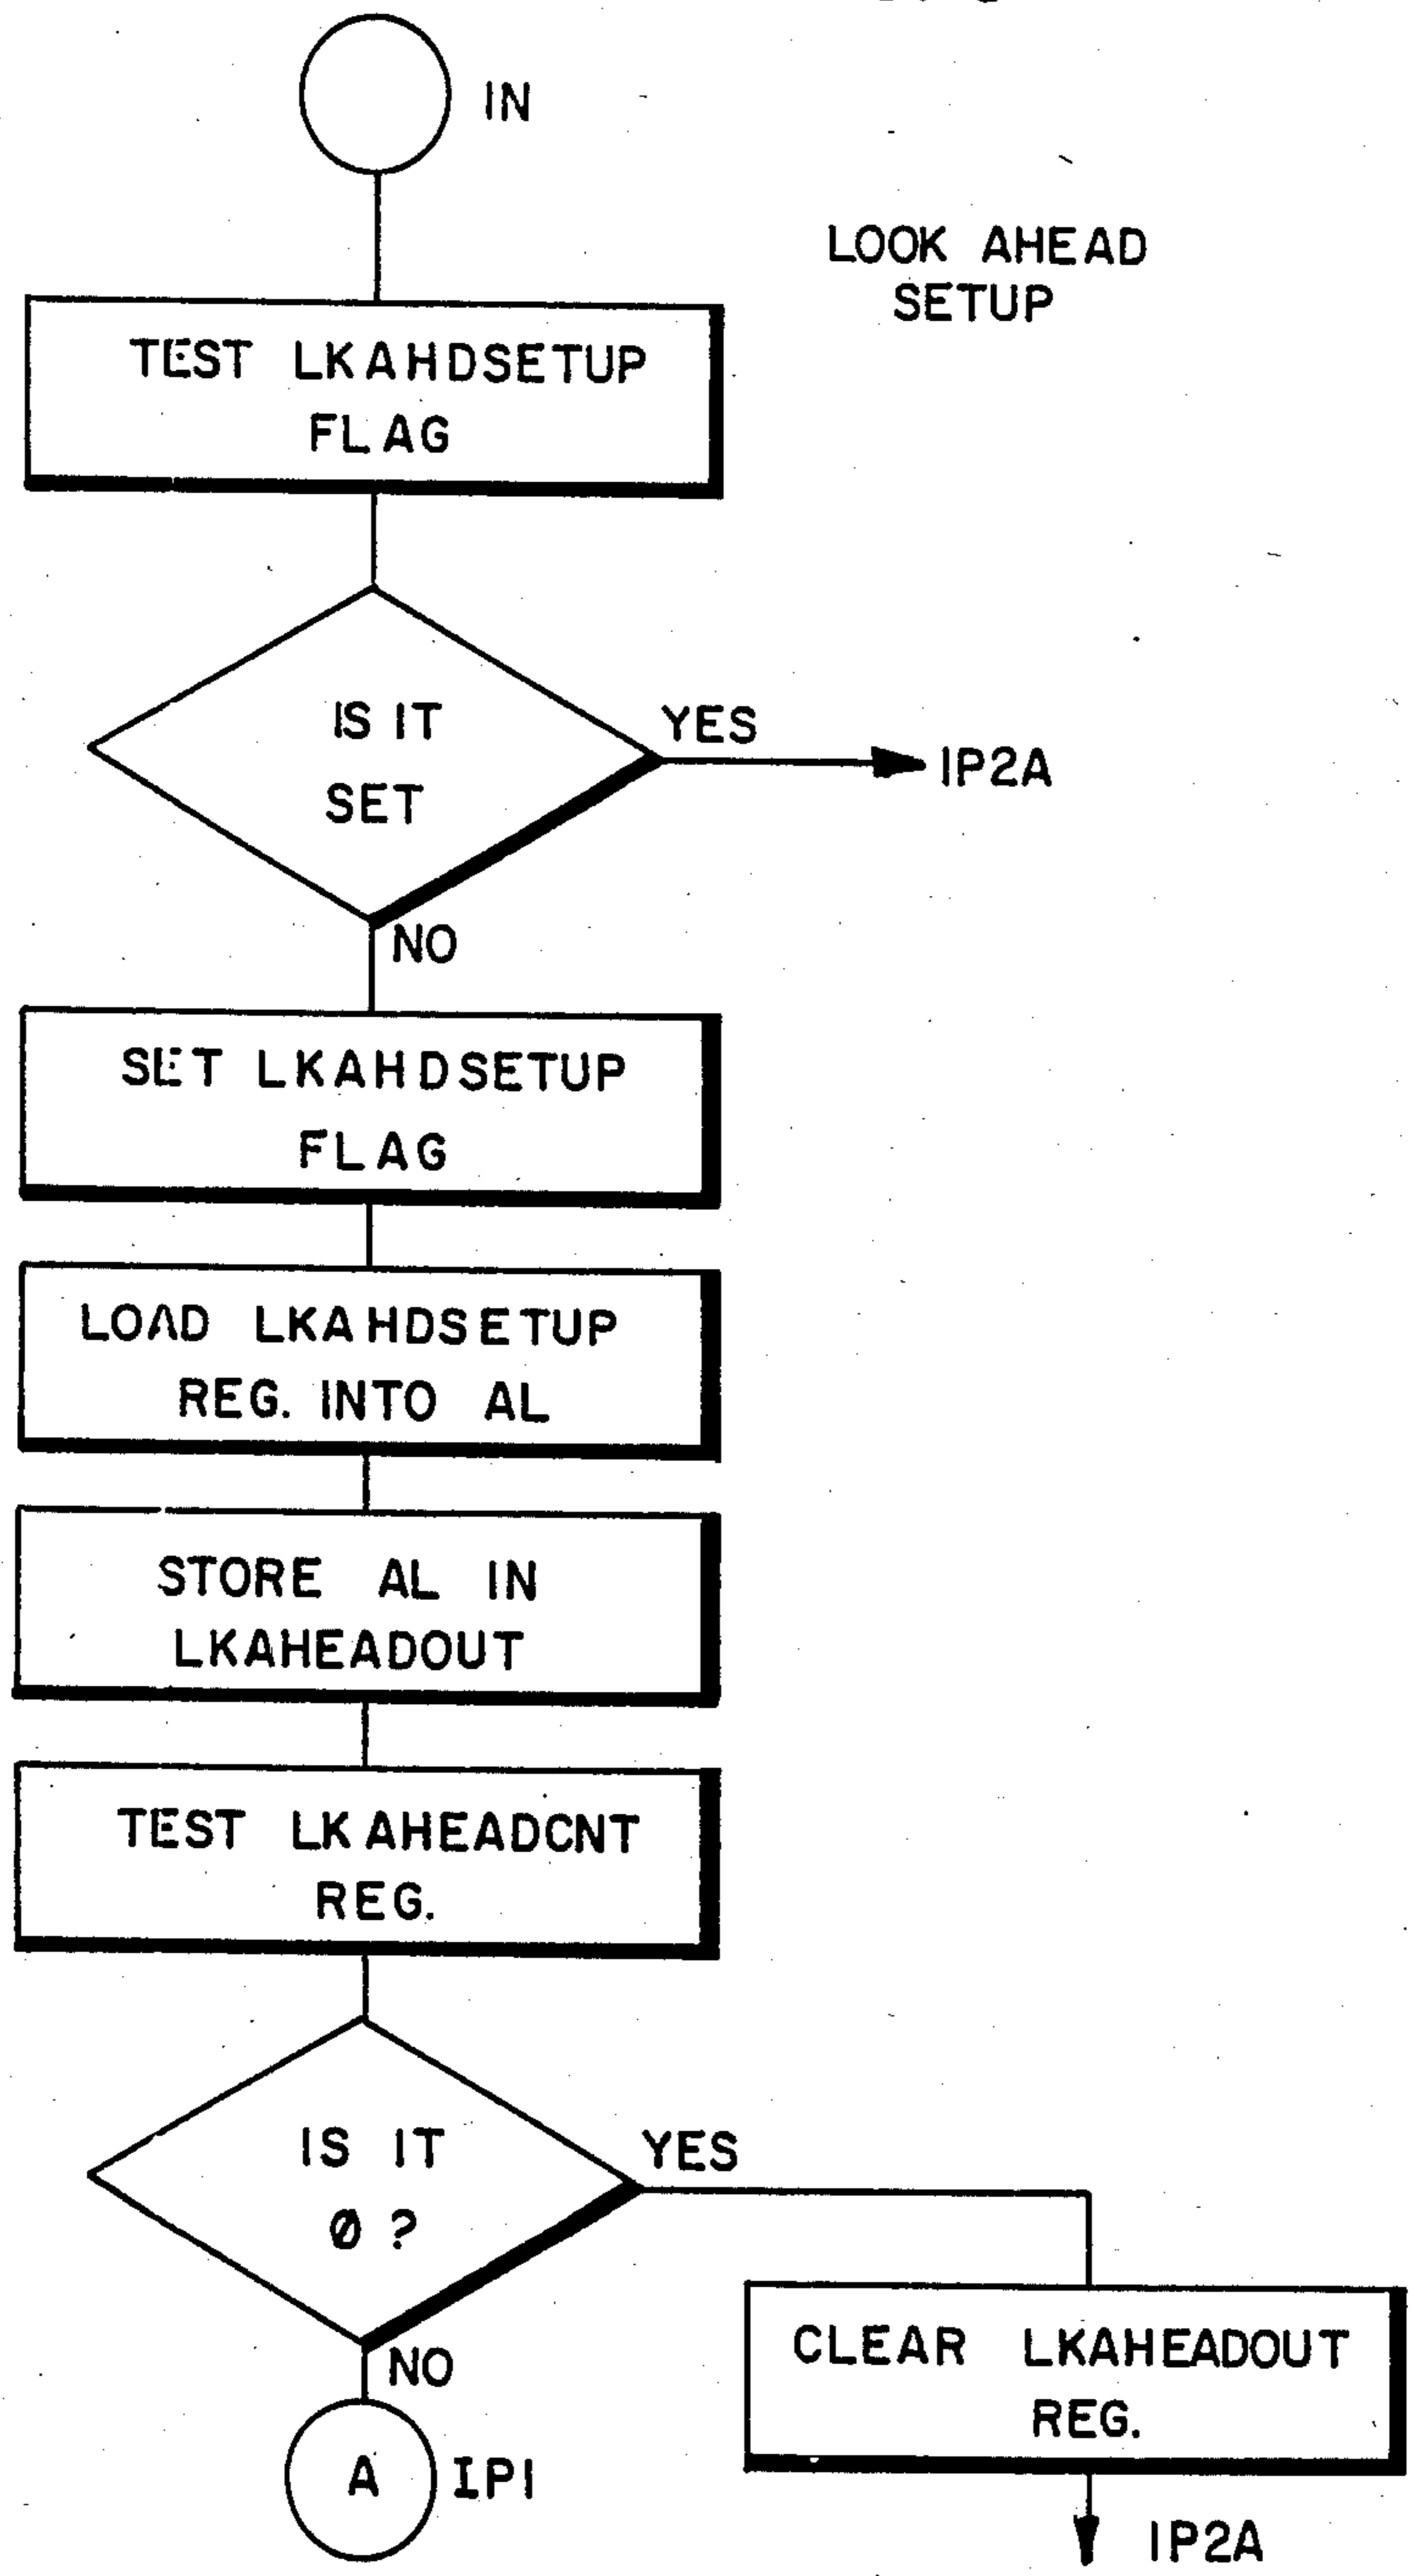 IN
LOOK AHEAD
SETUP
TEST LKAHDSETUP
FLAG
IS IT
SET
YES
IP2A
NO
SET LKAHDSETUP
FLAG
LOAD LKAHDSETUP
REG. INTO AL
STORE AL IN
LKAHEADOUT
TEST LKAHEADCNT
REG.
IS IT
Ø ?
YES
NO
CLEAR LKAHEADOUT
REG.
A IP1
IP2A